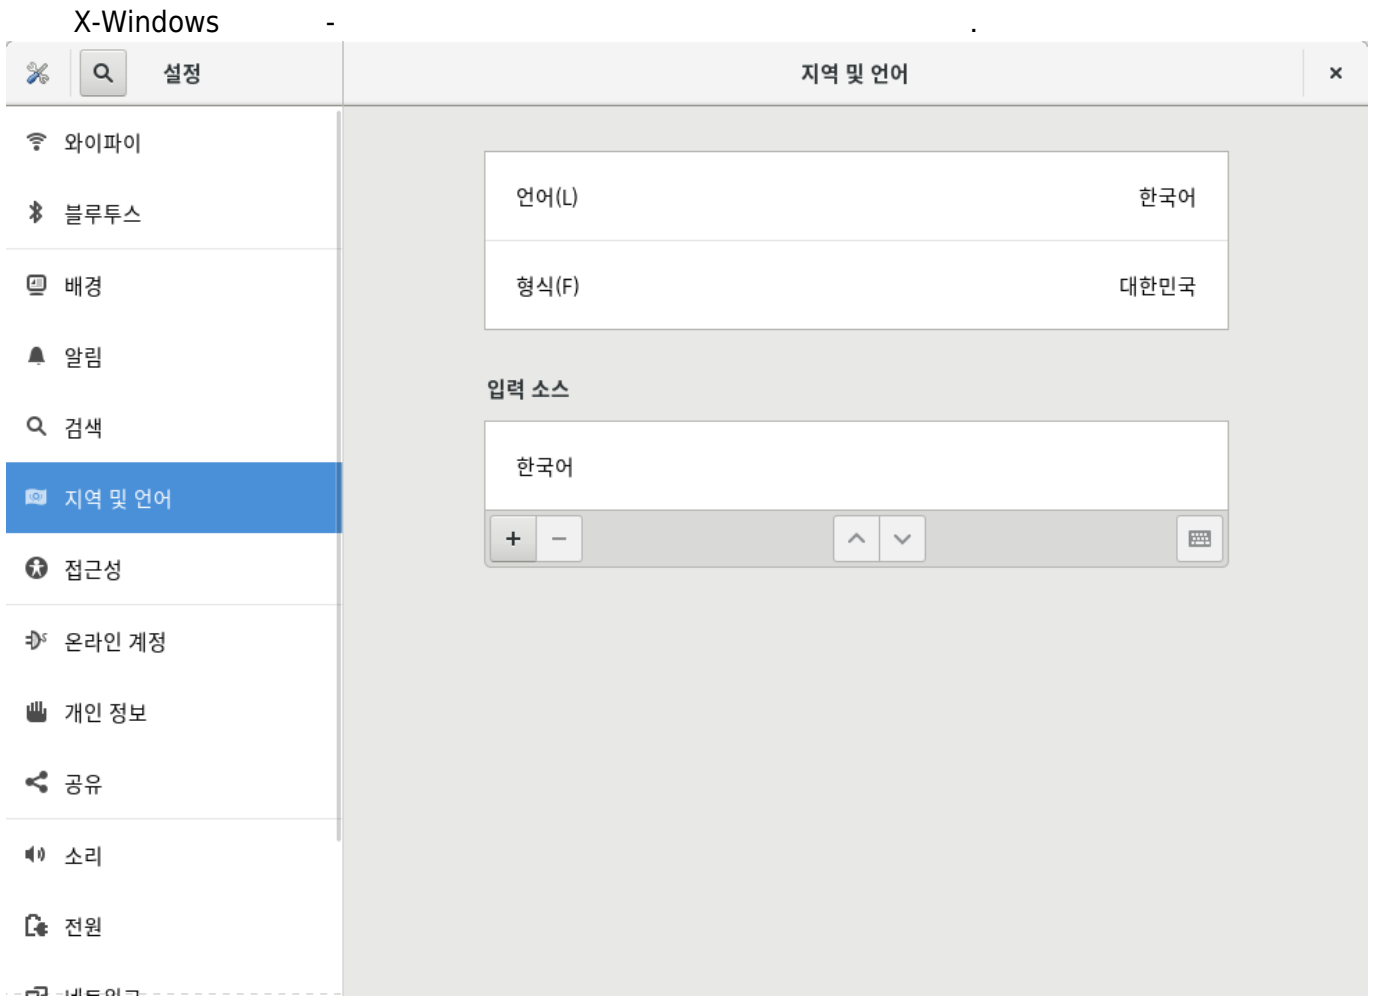 X-Windows - .
설정
지역 및 언어
와이파이
블루투스
배경
알림
검색
지역 및 언어
접근성
온라인 계정
개인 정보
공유
소리
전원
언어(L) 한국어
형식(F) 대한민국
입력 소스
한국어